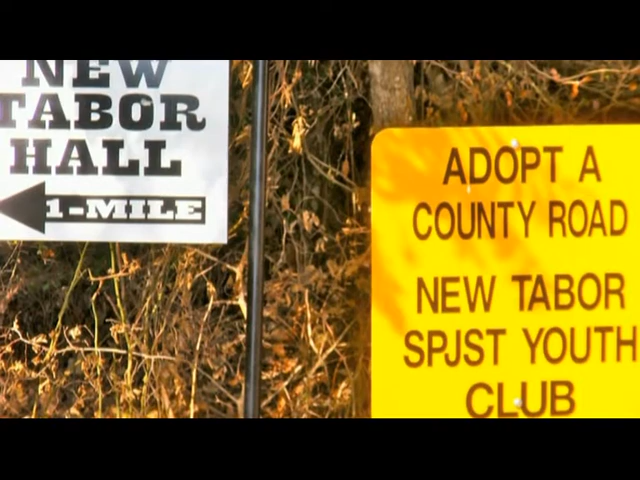 NEW
TABOR
HALL
1-MILE
ADOPT A
COUNTY ROAD
NEW TABOR
SPJST YOUTH
CLUB